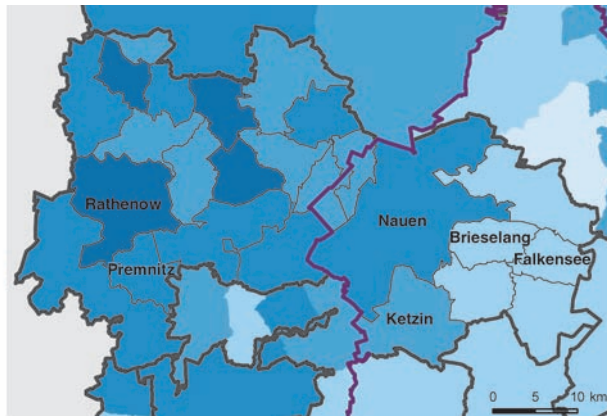 Rathenow
Nauen
Brieselang
Falkensee
Premnitz
Ketzin
0 5 10 km